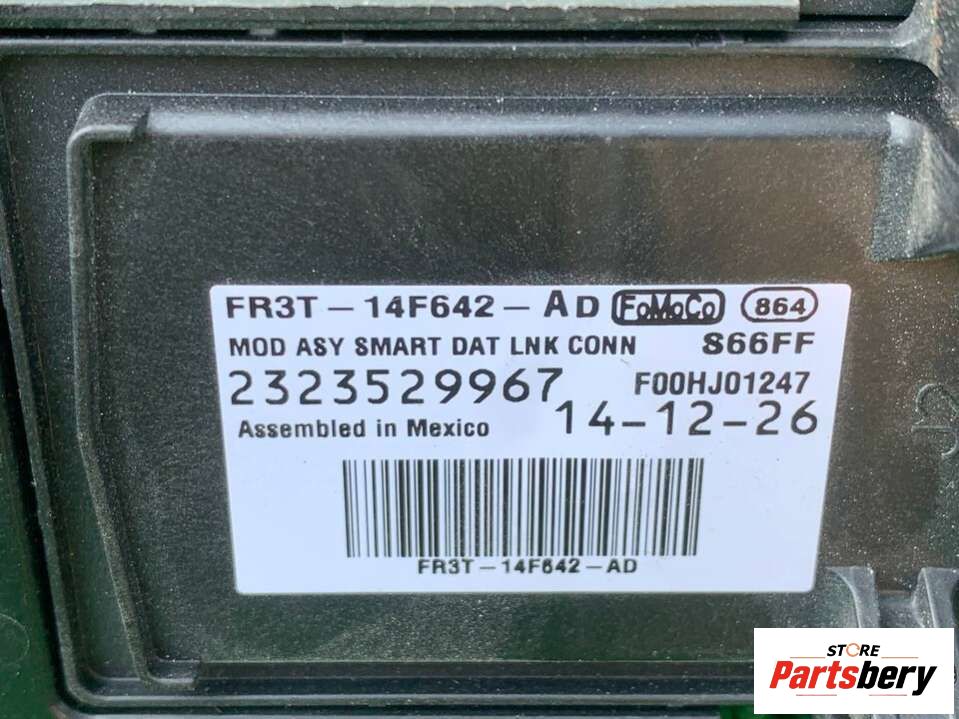 FR3T-14F642-AD FoMoCo 864
MOD ASY SMART DAT LNK CONN S66FF
2323529967 F00HJ01247
Assembled in Mexico 14-12-26
FR3T-14F642-AD
STORE
Partsbery